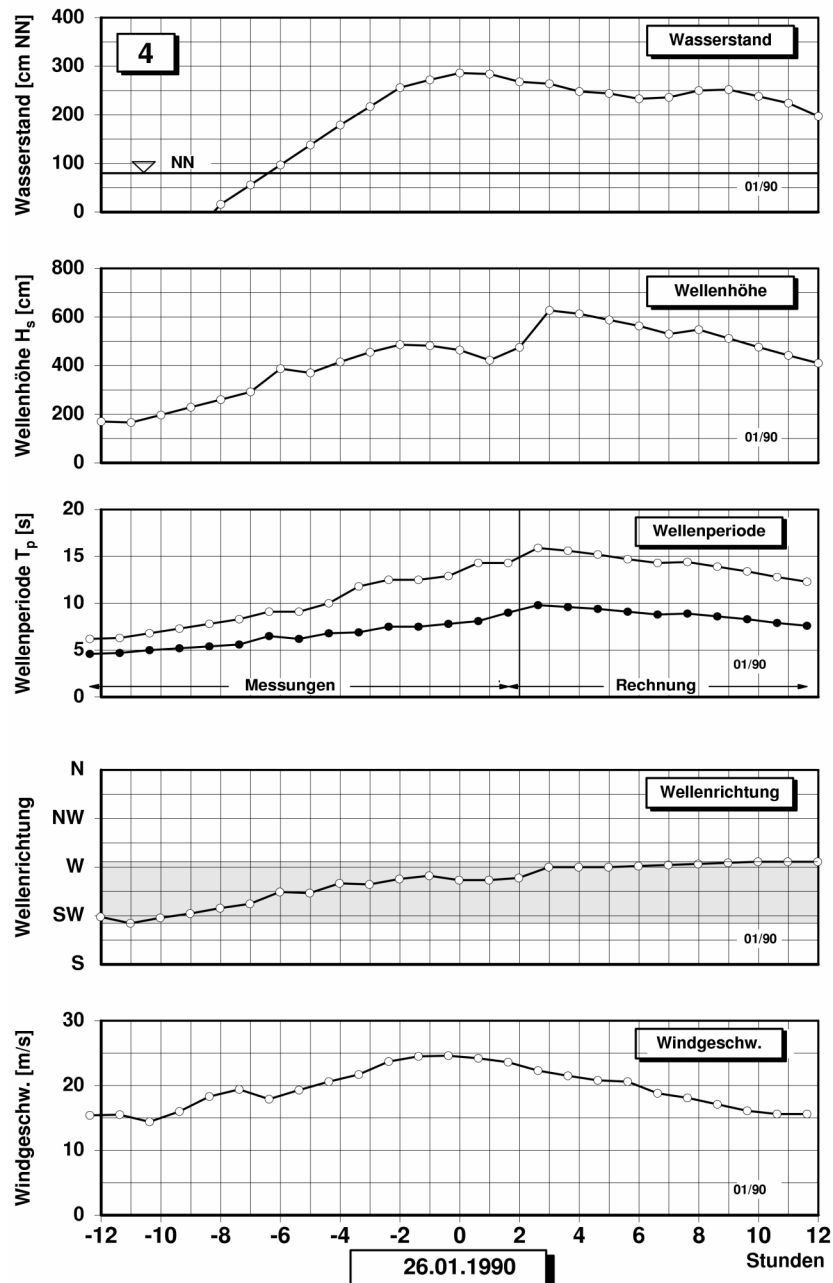 4
Wasserstand
Wasserstand [cm NN]
400
300
200
100
0
NN
01/90
Wellenhöhe
Wellenhöhe Hs [cm]
800
600
400
200
0
01/90
Wellenperiode
Wellenperiode Tp [s]
20
15
10
5
0
01/90
Messungen
Rechnung
Wellenrichtung
Wellenrichtung
N
NW
W
SW
S
01/90
Windgeschw.
Windgeschw. [m/s]
30
20
10
0
01/90
-12 -10 -8 -6 -4 -2 0 2 4 6 8 10 12
Stunden
26.01.1990